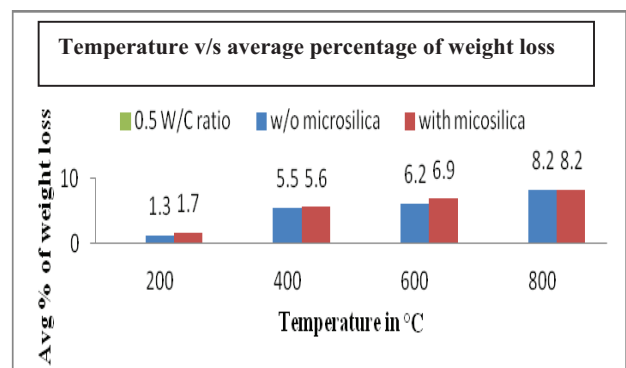 Temperature v/s average percentage of weight loss
0.5 W/C ratio w/o microsilica with micosilica
Avg % of weight loss
10
0
1.3 1.7
5.5 5.6
6.2 6.9
8.2 8.2
200 400 600 800
Temperature in °C